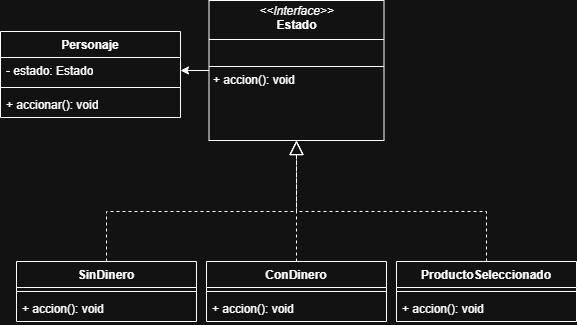 <<Interface>>
Estado
+ accion(): void
Personaje
- estado: Estado
+ accionar(): void
SinDinero
+ accion(): void
ConDinero
+ accion(): void
ProductoSeleccionado
+ accion(): void